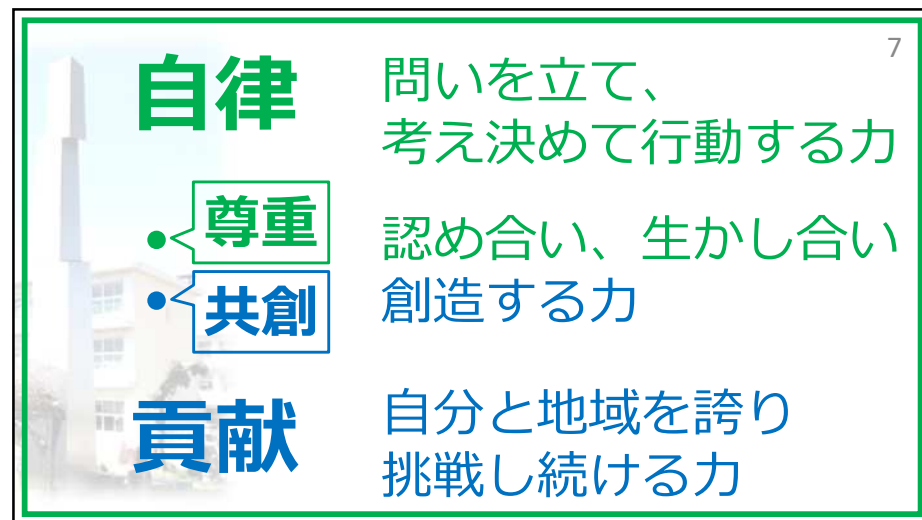 7
自律
問いを立て、
考え決めて行動する力
・尊重
認め合い、生かし合い
・共創
創造する力
貢献
自分と地域を誇り
挑戦し続ける力